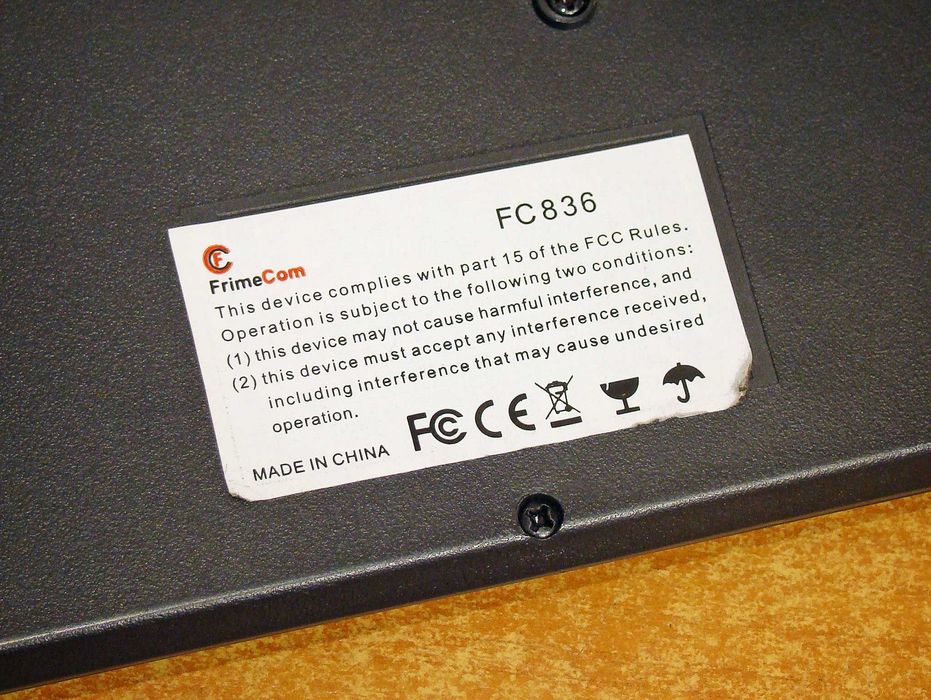 FC836
FrimeCom
This device complies with part 15 of the FCC Rules.
Operation is subject to the following two conditions:
(1) this device may not cause harmful interference, and
(2) this device must accept any interference received,
including interference that may cause undesired
operation.
MADE IN CHINA FC CE